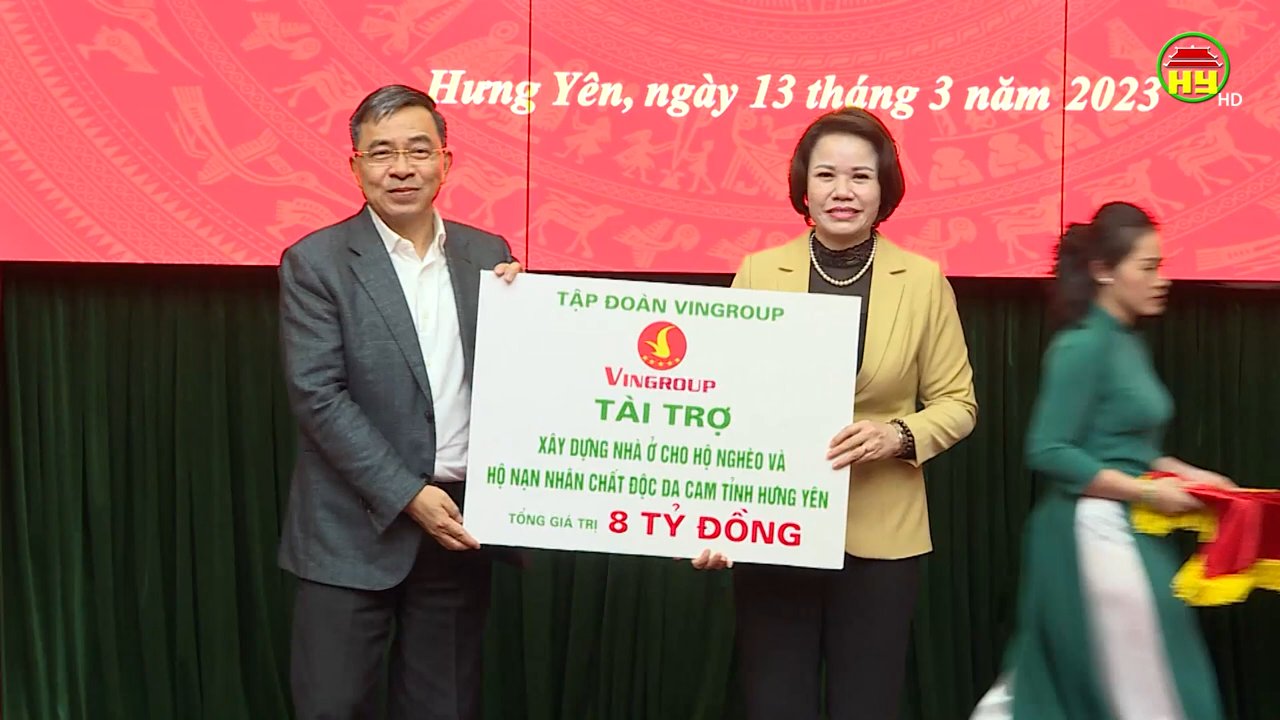 Hưng Yên, ngày 13 tháng 3 năm 2023
HY
HD
TẬP ĐOÀN VINGROUP
VINGROUP
TÀI TRỢ
XÂY DỰNG NHÀ Ở CHO HỘ NGHÈO VÀ
HỘ NẠN NHÂN CHẤT ĐỘC DA CAM TỈNH HƯNG YÊN
TỔNG GIÁ TRỊ 8 TỶ ĐỒNG